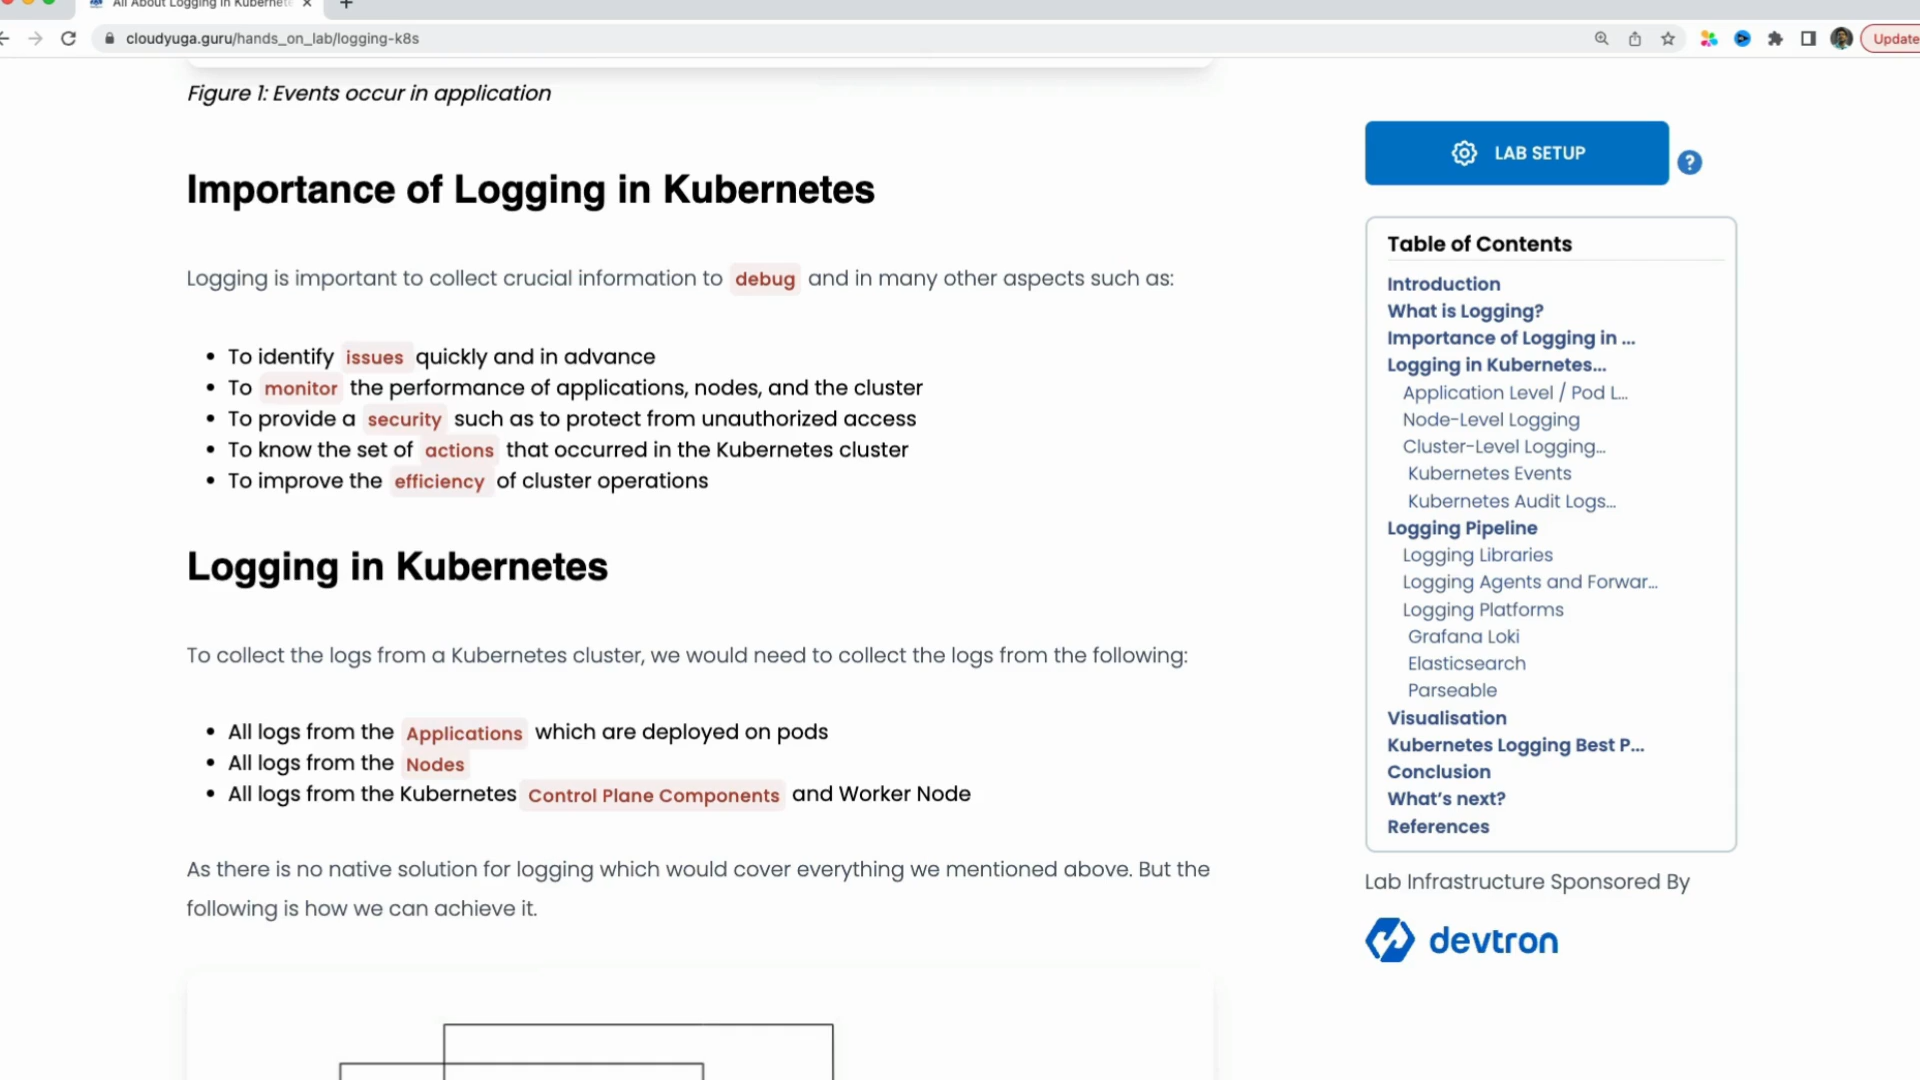 All About Logging in Kubernete
cloudyuga.guru/hands_on_lab/logging-k8s
Update
Figure 1: Events occur in application
Importance of Logging in Kubernetes
Logging is important to collect crucial information to debug and in many other aspects such as:
• To identify issues quickly and in advance
• To monitor the performance of applications, nodes, and the cluster
• To provide a security such as to protect from unauthorized access
• To know the set of actions that occurred in the Kubernetes cluster
• To improve the efficiency of cluster operations
Logging in Kubernetes
To collect the logs from a Kubernetes cluster, we would need to collect the logs from the following:
• All logs from the Applications which are deployed on pods
• All logs from the Nodes
• All logs from the Kubernetes Control Plane Components and Worker Node
As there is no native solution for logging which would cover everything we mentioned above. But the
following is how we can achieve it.
LAB SETUP
?
Table of Contents
Introduction
What is Logging?
Importance of Logging in ...
Logging in Kubernetes...
Application Level / Pod L...
Node-Level Logging
Cluster-Level Logging...
Kubernetes Events
Kubernetes Audit Logs...
Logging Pipeline
Logging Libraries
Logging Agents and Forwar...
Logging Platforms
Grafana Loki
Elasticsearch
Parseable
Visualisation
Kubernetes Logging Best P...
Conclusion
What's next?
References
Lab Infrastructure Sponsored By
devtron